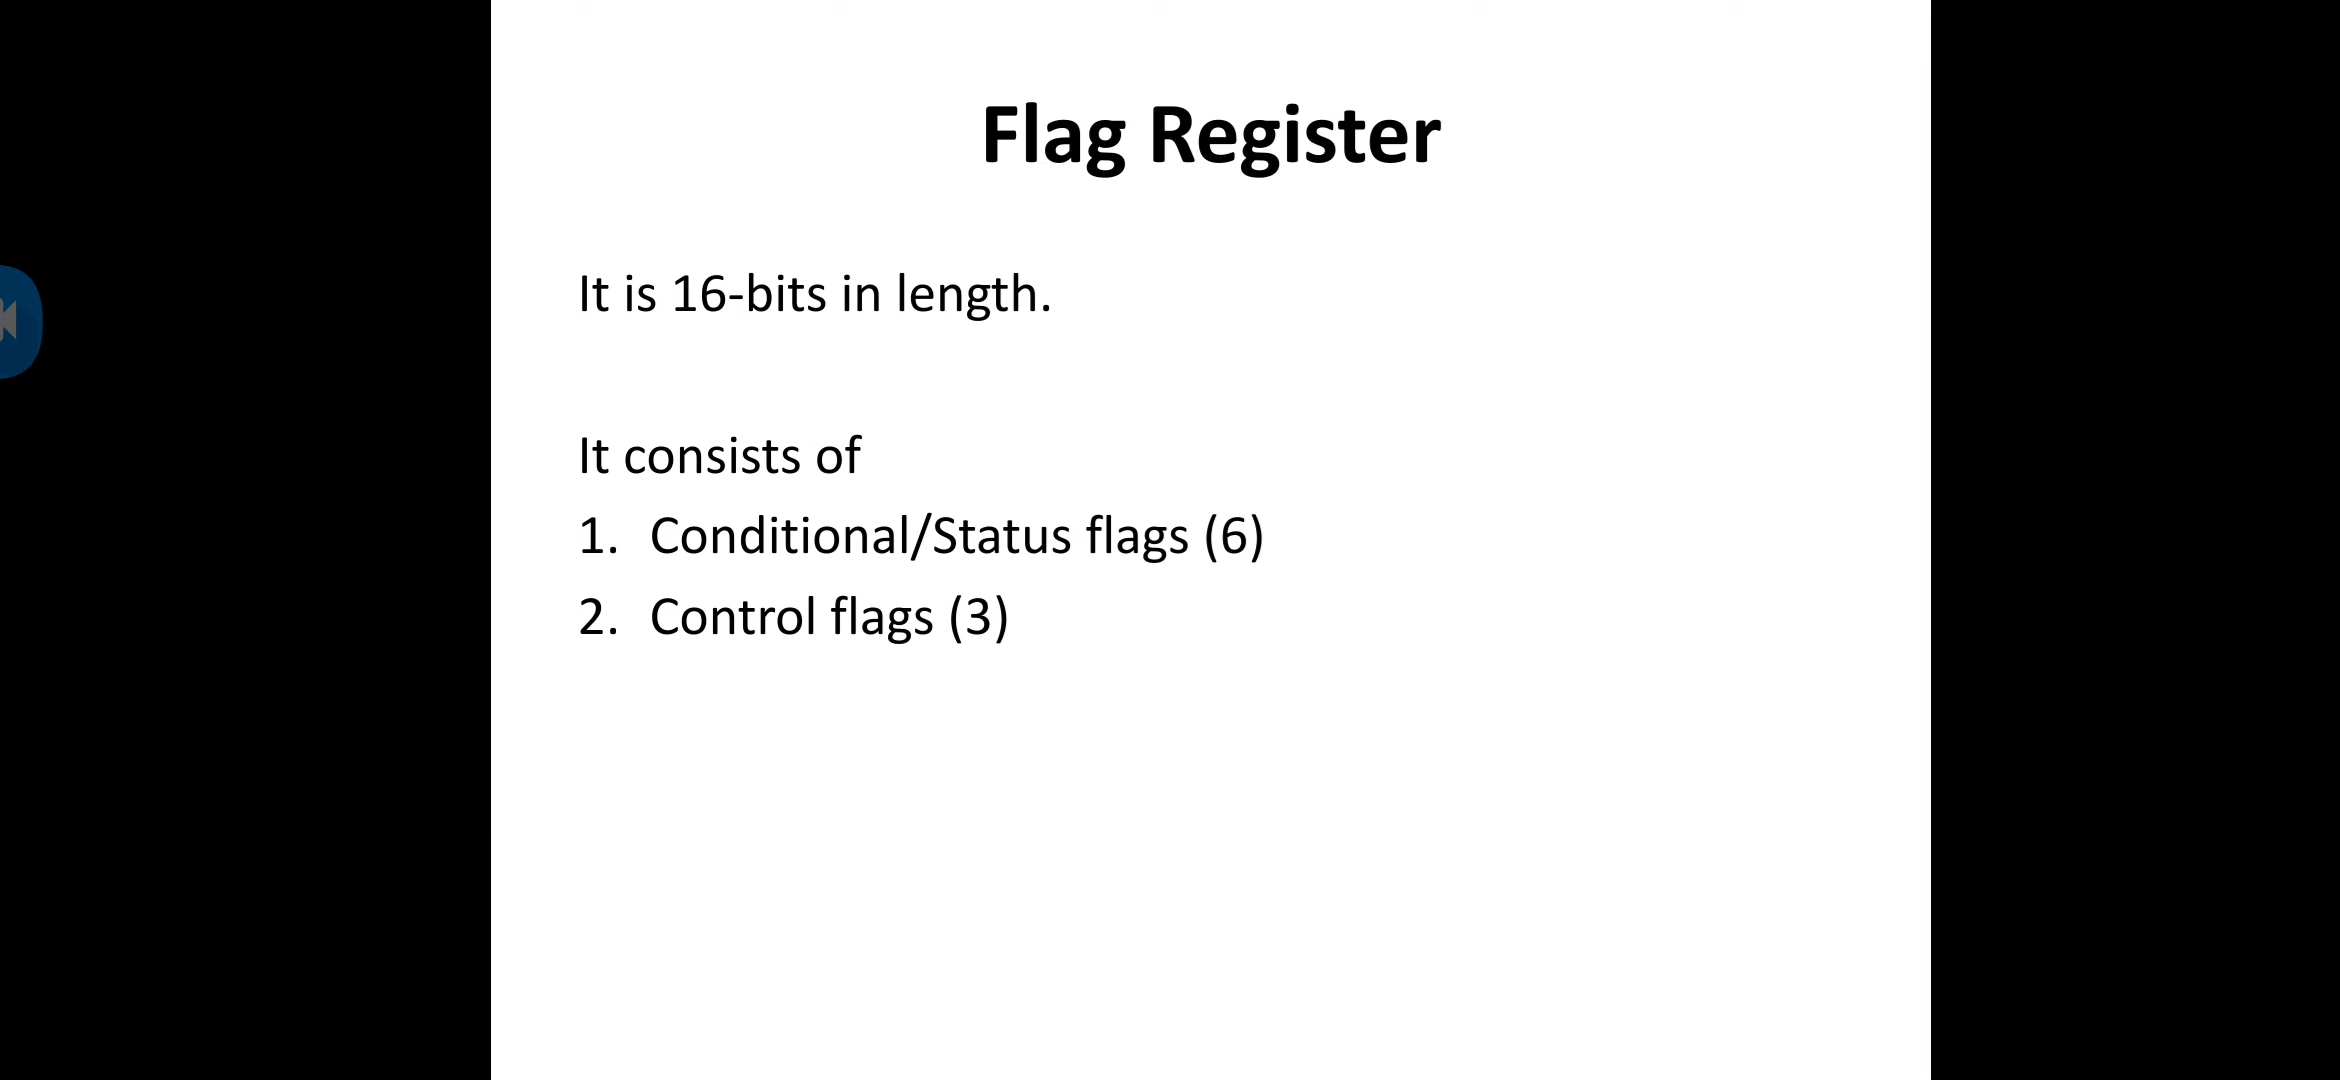 Flag Register
It is 16-bits in length.
It consists of
1. Conditional/Status flags (6)
2. Control flags (3)